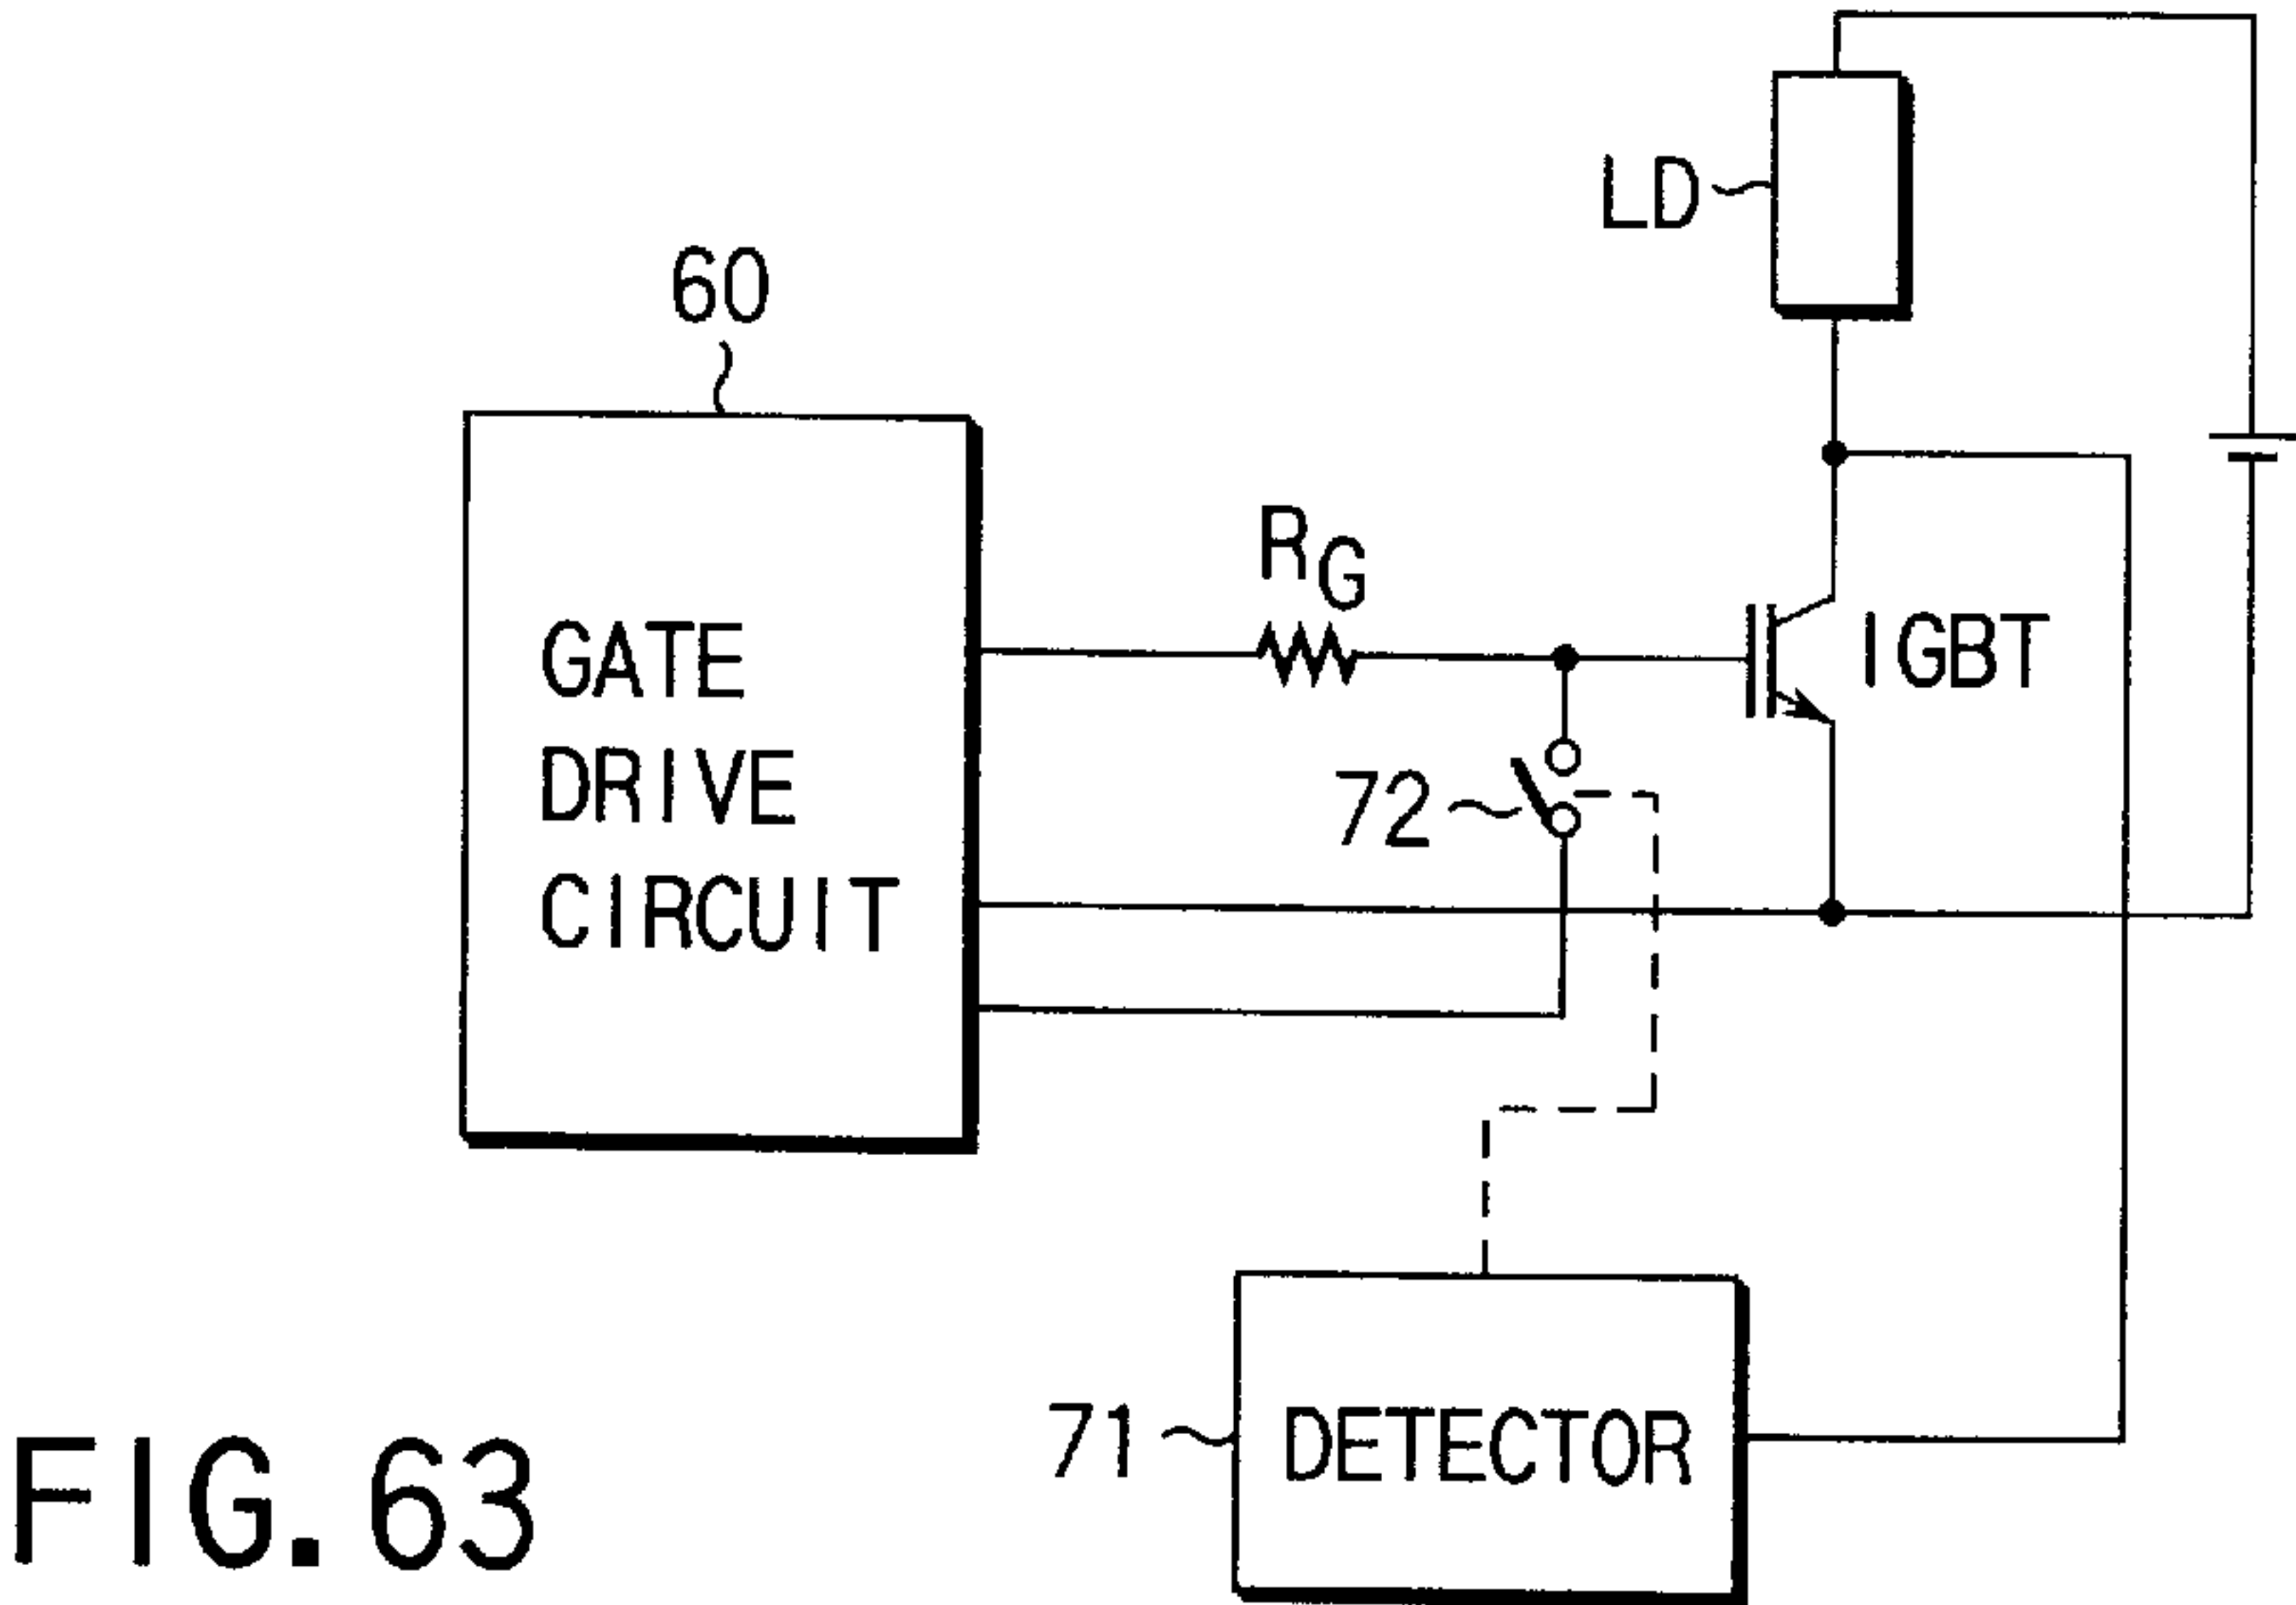 LD
60
RG
IGBT
GATE
DRIVE
CIRCUIT
72
71
DETECTOR
FIG. 63